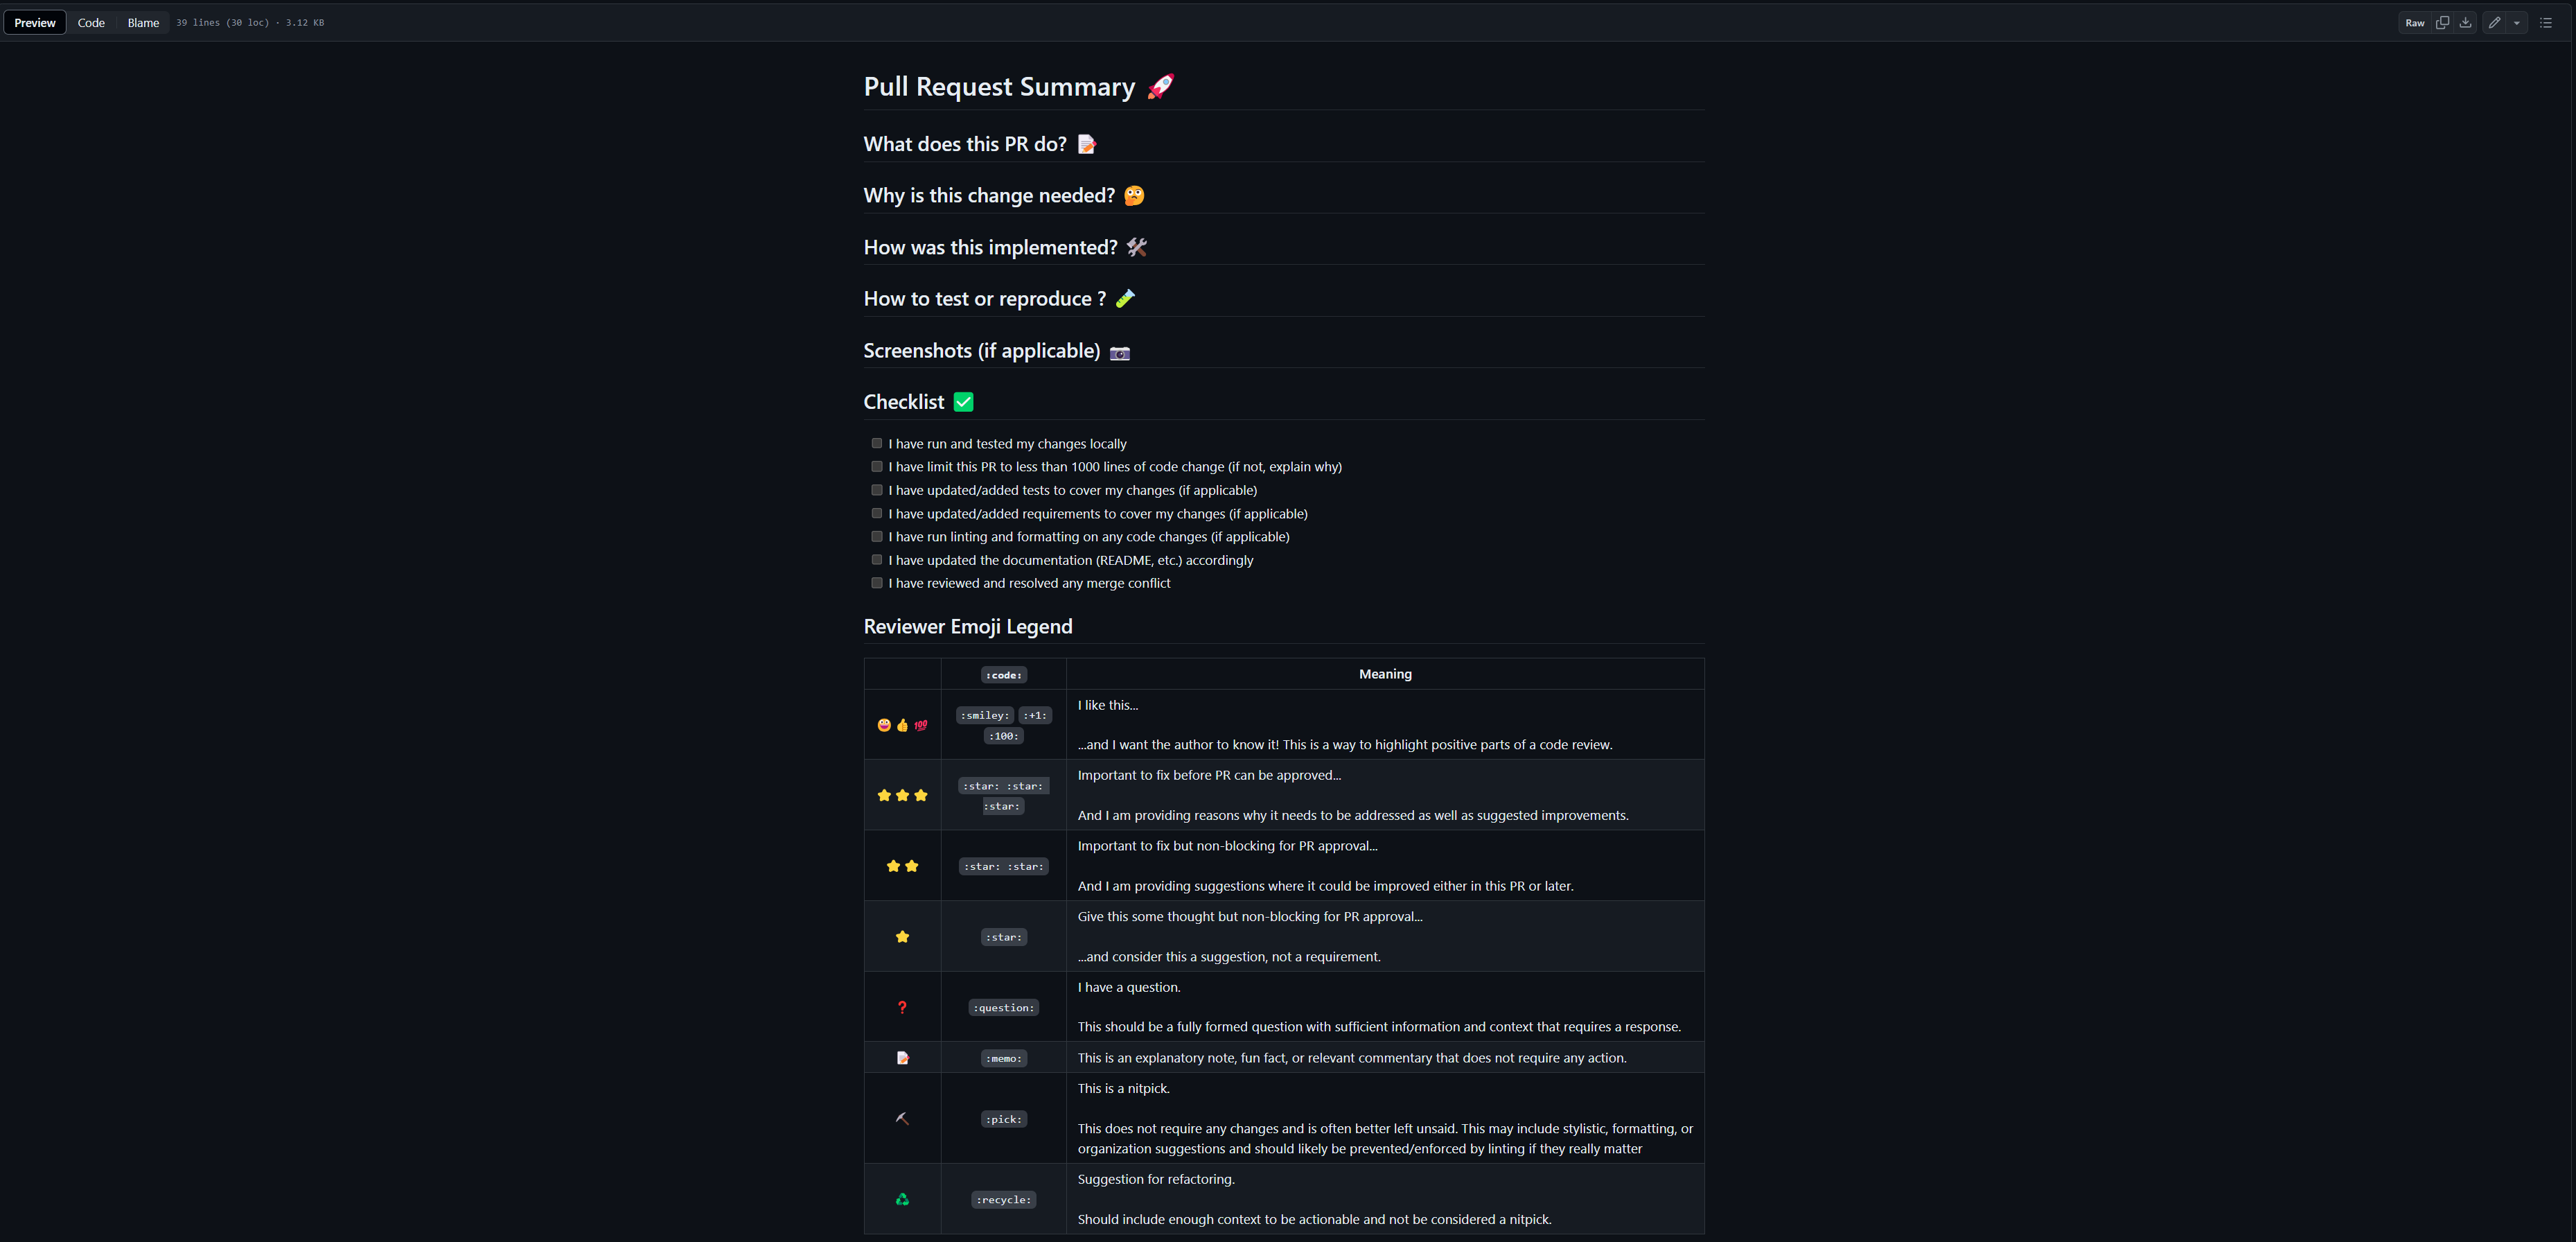 Preview Code Blame 39 lines (30 loc) · 3.12 KB Raw
Pull Request Summary 🚀
What does this PR do? 📝
Why is this change needed? 🤔
How was this implemented? 🛠️
How to test or reproduce ? 🧪
Screenshots (if applicable) 📷
Checklist ✅
I have run and tested my changes locally
I have limit this PR to less than 1000 lines of code change (if not, explain why)
I have updated/added tests to cover my changes (if applicable)
I have updated/added requirements to cover my changes (if applicable)
I have run linting and formatting on any code changes (if applicable)
I have updated the documentation (README, etc.) accordingly
I have reviewed and resolved any merge conflict
Reviewer Emoji Legend
:code: Meaning
😃 👍 💯 :smiley: :+1:
:100:
I like this...
...and I want the author to know it! This is a way to highlight positive parts of a code review.
⭐ ⭐ ⭐ :star: :star:
:star:
Important to fix before PR can be approved...
And I am providing reasons why it needs to be addressed as well as suggested improvements.
⭐ ⭐ :star: :star:
Important to fix but non-blocking for PR approval...
And I am providing suggestions where it could be improved either in this PR or later.
⭐ :star:
Give this some thought but non-blocking for PR approval...
...and consider this a suggestion, not a requirement.
❓ :question:
I have a question.
This should be a fully formed question with sufficient information and context that requires a response.
📝 :memo: This is an explanatory note, fun fact, or relevant commentary that does not require any action.
⛏ :pick:
This is a nitpick.
This does not require any changes and is often better left unsaid. This may include stylistic, formatting, or
organization suggestions and should likely be prevented/enforced by linting if they really matter
♻️ :recycle:
Suggestion for refactoring.
Should include enough context to be actionable and not be considered a nitpick.